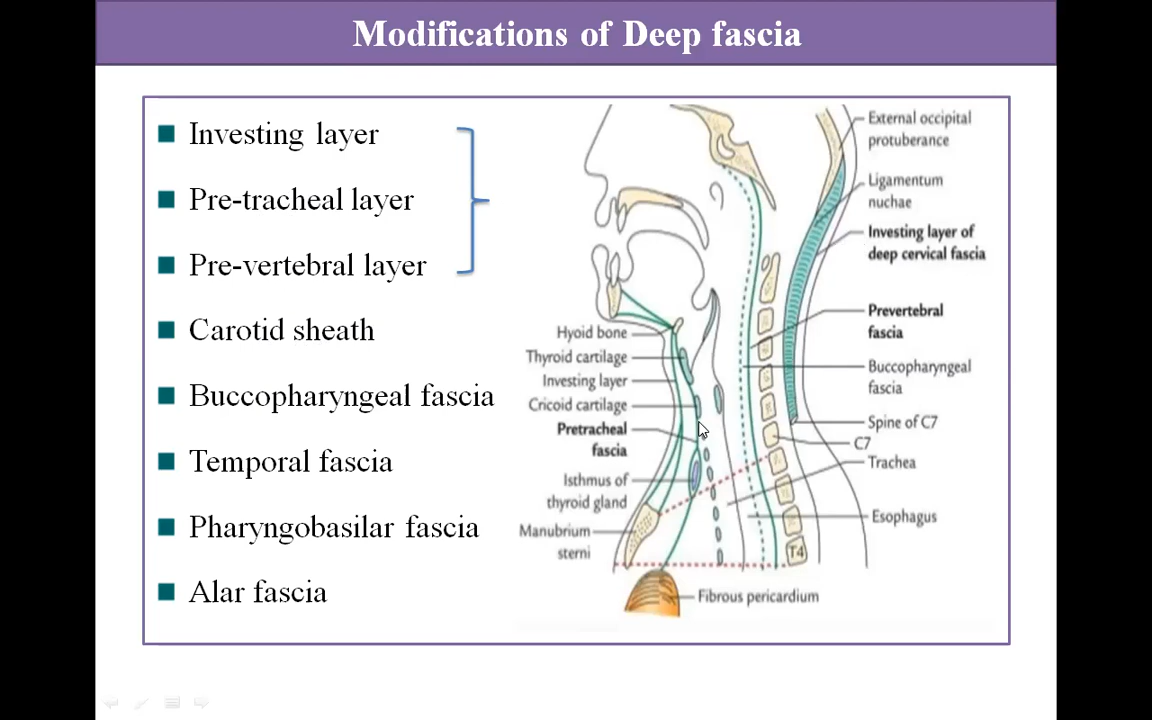 Modifications of Deep fascia
Investing layer
Pre-tracheal layer
Pre-vertebral layer
Carotid sheath
Buccopharyngeal fascia
Temporal fascia
Pharyngobasilar fascia
Alar fascia
Hyoid bone
Thyroid cartilage
Investing layer
Cricoid cartilage
Pretracheal
fascia
Isthmus of
thyroid gland
Manubrium
sterni
External occipital
protuberance
Ligamentum
nuchae
Investing layer of
deep cervical fascia
Prevertebral
fascia
Buccopharyngeal
fascia
Spine of C7
C7
Trachea
Esophagus
T4
Fibrous pericardium